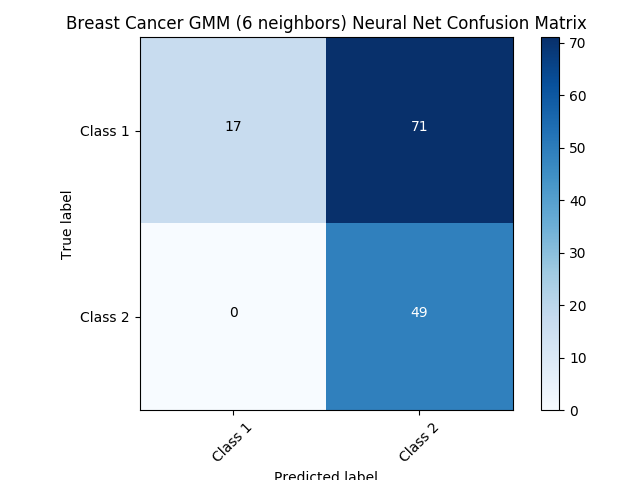 Breast Cancer GMM (6 neighbors) Neural Net Confusion Matrix
True label
Class 1
17
71
Class 2
0
49
Class 1
Class 2
Predicted label
70
60
50
40
30
20
10
0